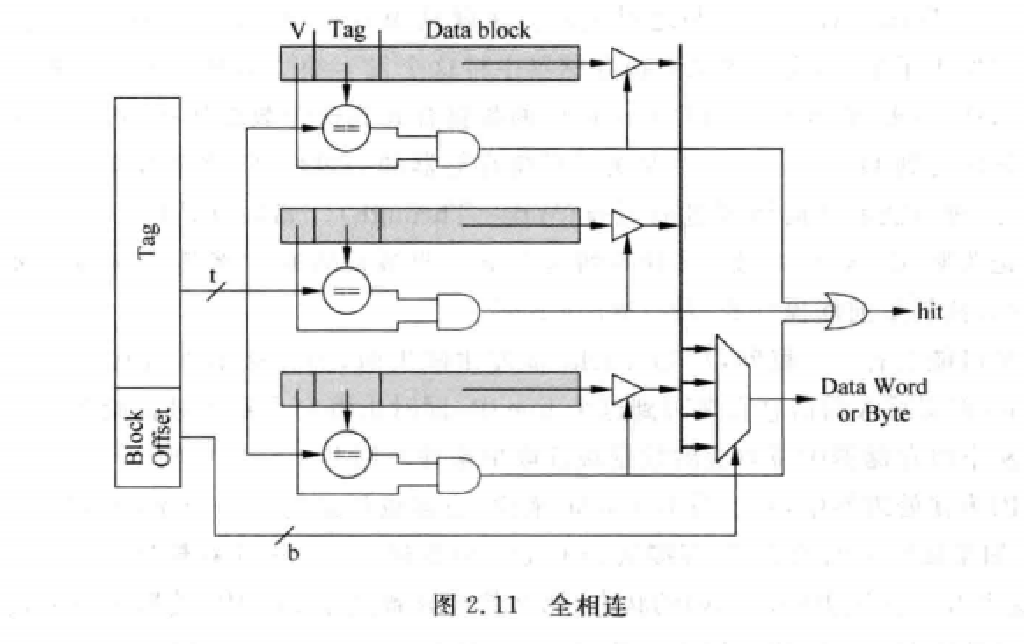 V Tag Data block
==
Tag
t
==
hit
Data Word
or Byte
Block
Offset
==
b
图 2.11 全相连